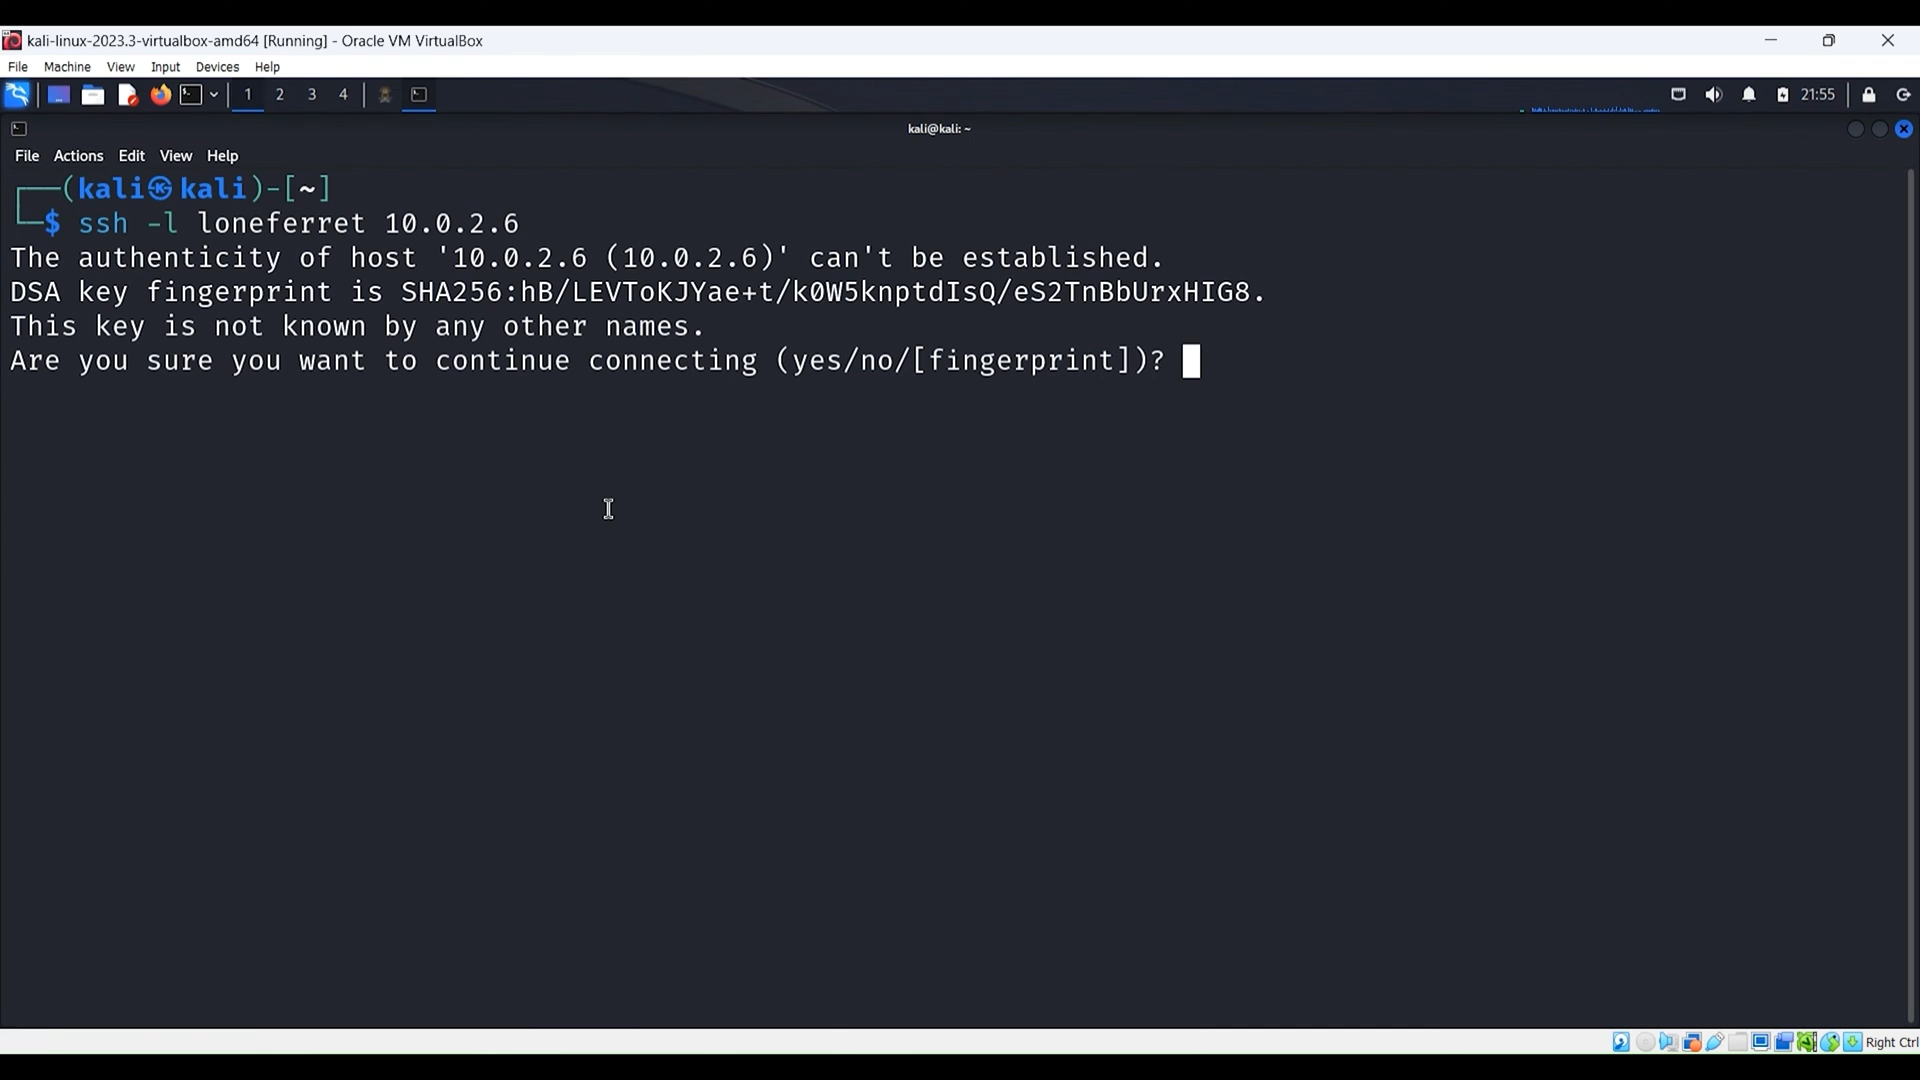 kali-linux-2023.3-virtualbox-amd64 [Running] - Oracle VM VirtualBox
File Machine View Input Devices Help
1 2 3 4 21:55
kali@kali: ~
File Actions Edit View Help
┌──(kali㉿kali)-[~]
└─$ ssh -l loneferret 10.0.2.6
The authenticity of host '10.0.2.6 (10.0.2.6)' can't be established.
DSA key fingerprint is SHA256:hB/LEVToKJYae+t/k0W5knptdIsQ/eS2TnBbUrxHIG8.
This key is not known by any other names.
Are you sure you want to continue connecting (yes/no/[fingerprint])?
Right Ctrl